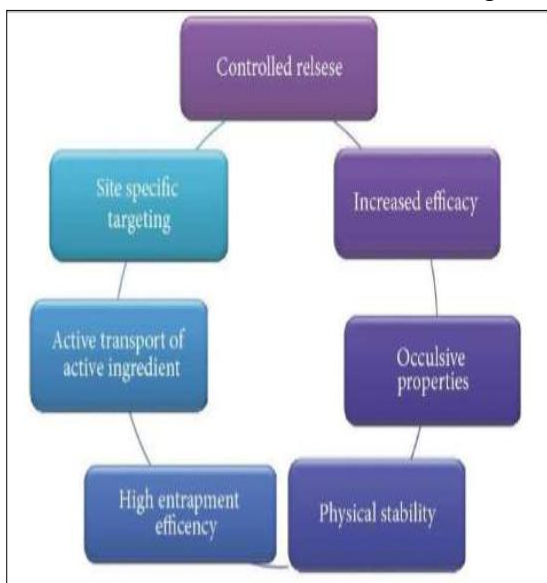 Controlled relsese
Site specific
targeting
Increased efficacy
Active transport of
active ingredient
Occulsive
properties
High entrapment
efficency
Physical stability